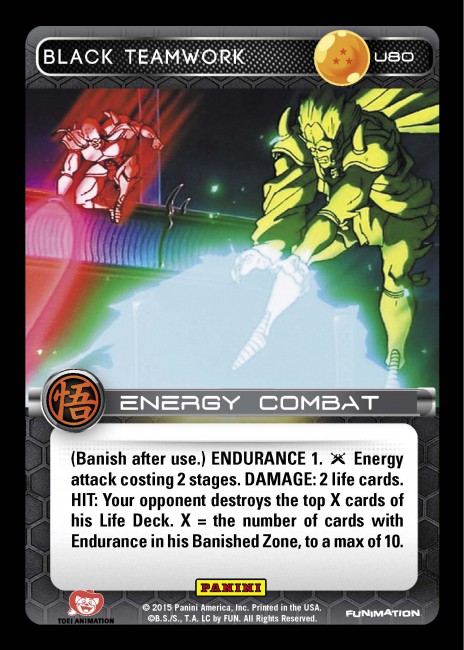 BLACK TEAMWORK
U80
悟
ENERGY COMBAT
(Banish after use.) ENDURANCE 1. Energy
attack costing 2 stages. DAMAGE: 2 life cards.
HIT: Your opponent destroys the top X cards of
his Life Deck. X = the number of cards with
Endurance in his Banished Zone, to a max of 10.
PANINI
TOEI ANIMATION
© 2015 Panini America, Inc. Printed in the USA.
©B.S./S., T.A. LC by FUN. All Rights Reserved.
FUNIMATION